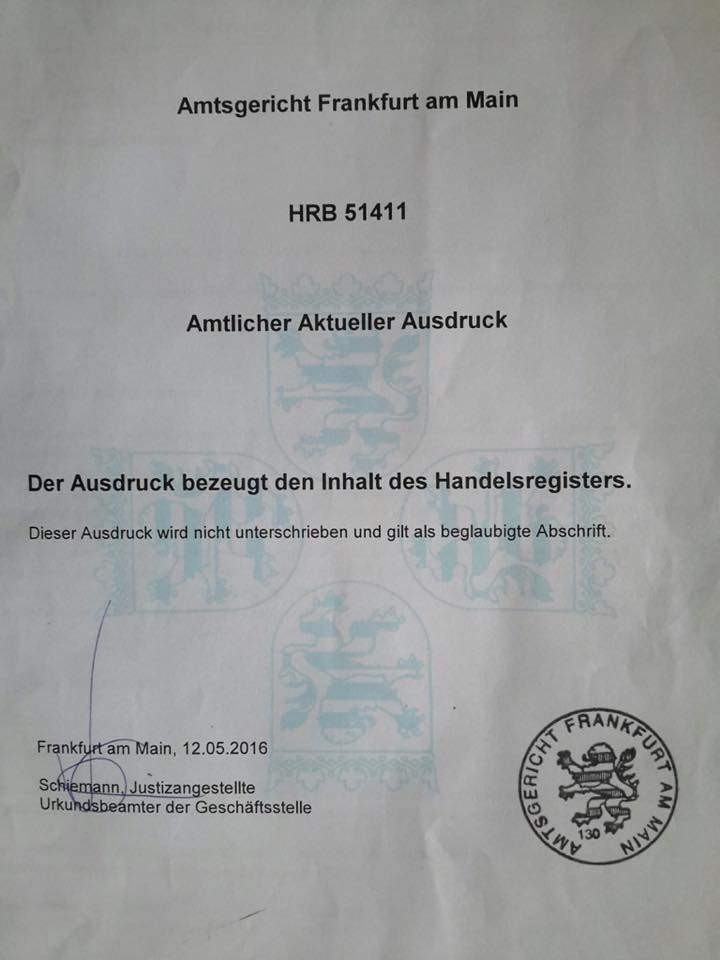 Amtsgericht Frankfurt am Main
HRB 51411
Amtlicher Aktueller Ausdruck
Der Ausdruck bezeugt den Inhalt des Handelsregisters.
Dieser Ausdruck wird nicht unterschrieben und gilt als beglaubigte Abschrift.
Frankfurt am Main, 12.05.2016
Schiemann, Justizangestellte
Urkundsbeamter der Geschäftsstelle
AMTSGERICHT FRANKFURT AM MAIN
130